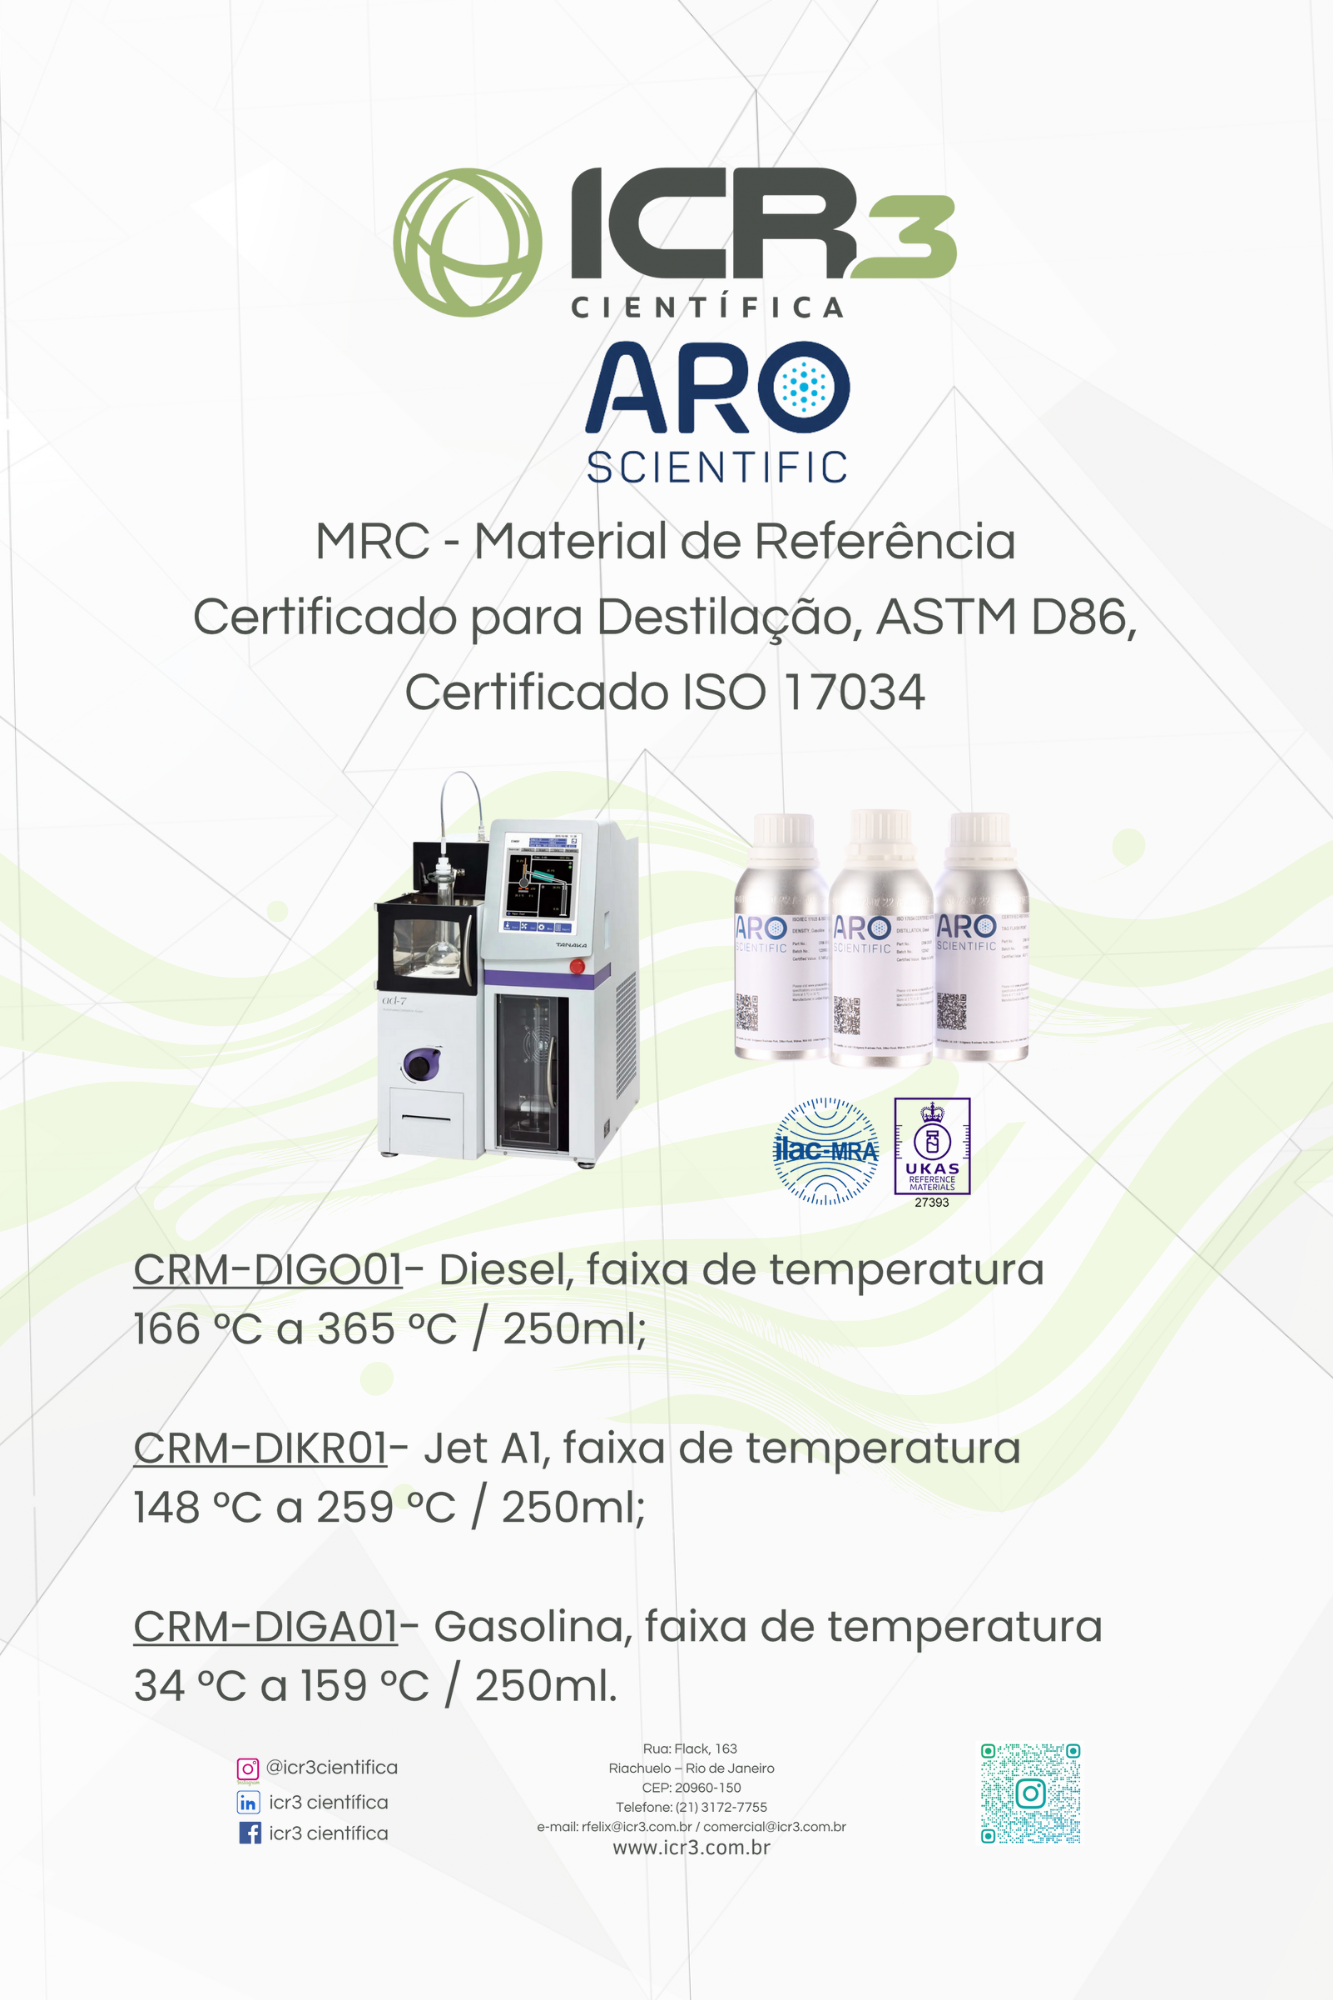 ICR3
CIENTÍFICA
ARO
SCIENTIFIC
MRC - Material de Referência
Certificado para Destilação, ASTM D86,
Certificado ISO 17034
TANAKA
ad-7
ARO
SCIENTIFIC
ARO
SCIENTIFIC
ARO
SCIENTIFIC
ilac-MRA
UKAS
REFERENCE
MATERIALS
27393
CRM-DIGO01- Diesel, faixa de temperatura
166 ºC a 365 ºC / 250ml;
CRM-DIKR01- Jet A1, faixa de temperatura
148 ºC a 259 ºC / 250ml;
CRM-DIGA01- Gasolina, faixa de temperatura
34 ºC a 159 ºC / 250ml.
@icr3cientifica
icr3 científica
icr3 científica
Rua: Flack, 163
Riachuelo – Rio de Janeiro
CEP: 20960-150
Telefone: (21) 3172-7755
e-mail: rfelix@icr3.com.br / comercial@icr3.com.br
www.icr3.com.br